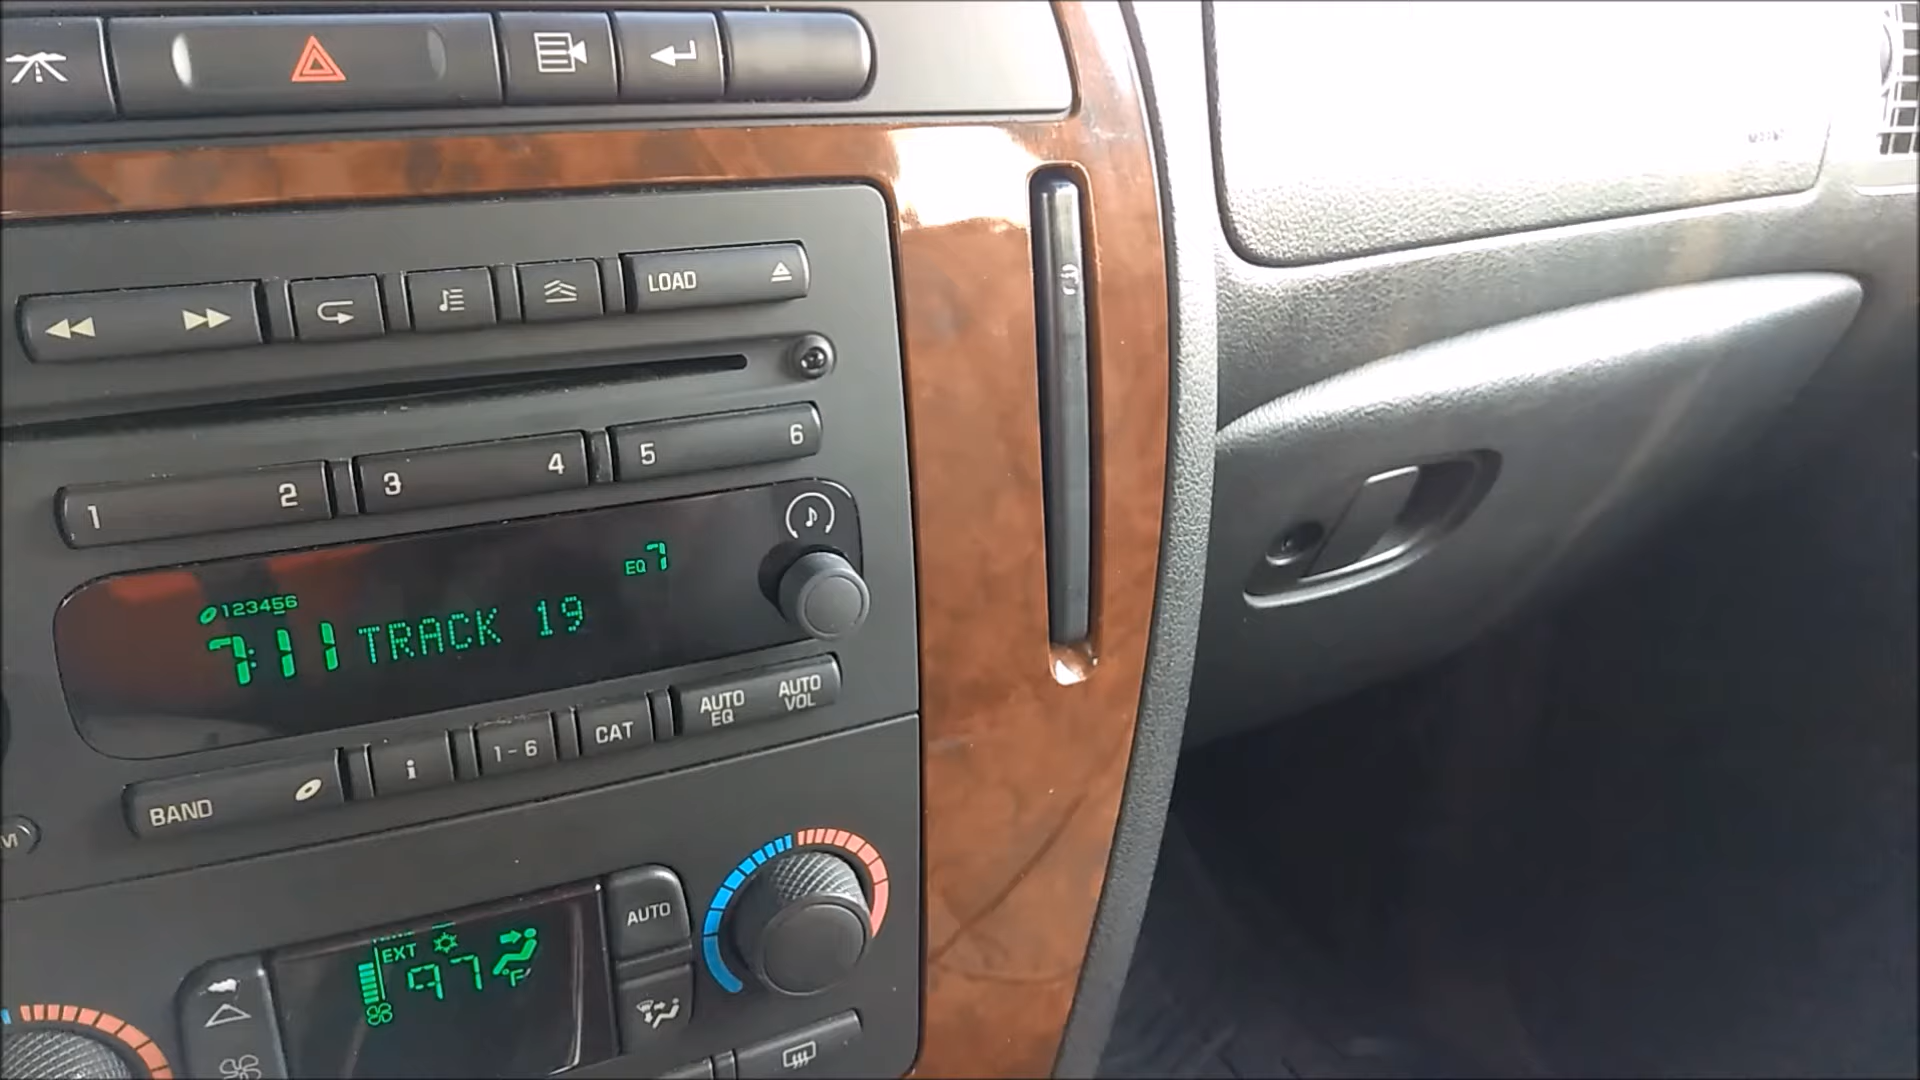 LOAD
1 2 3 4 5 6
EQ 7
123456
7:11 TRACK 19
AUTO EQ
AUTO VOL
BAND i 1-6 CAT
AUTO
EXT
97°F